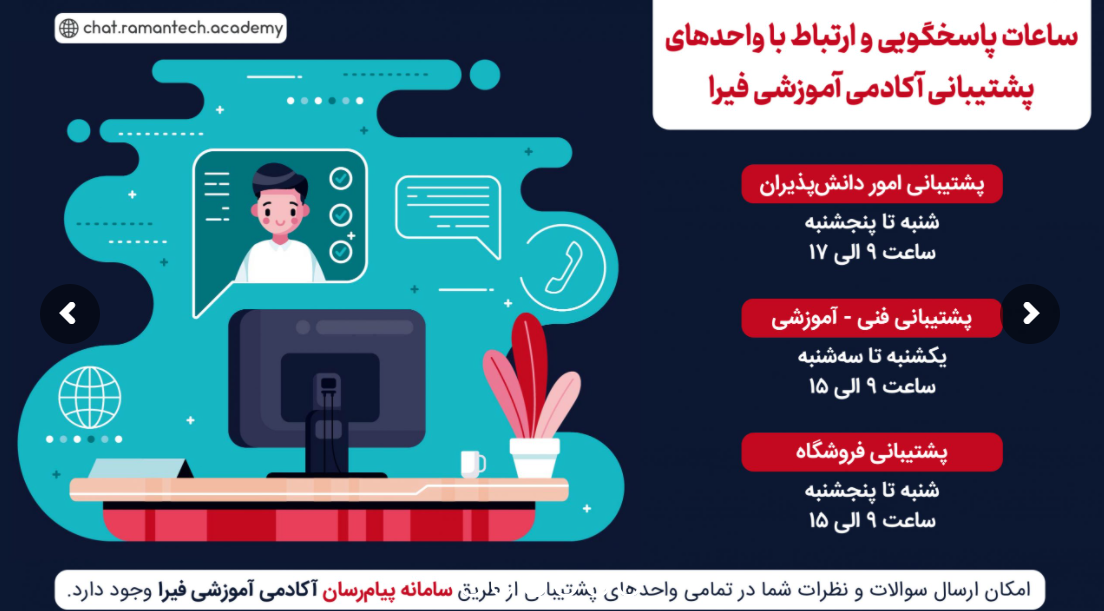 chat.ramantech.academy
ساعات پاسخگویی و ارتباط با واحدهای
پشتیبانی آکادمی آموزشی فیرا
پشتیبانی امور دانش‌پذیران
شنبه تا پنجشنبه
ساعت ۹ الی ۱۷
پشتیبانی فنی - آموزشی
یکشنبه تا سه‌شنبه
ساعت ۹ الی ۱۵
پشتیبانی فروشگاه
شنبه تا پنجشنبه
ساعت ۹ الی ۱۵
امکان ارسال سوالات و نظرات شما در تمامی واحدهای پشتیبانی از طریق سامانه پیام‌رسان آکادمی آموزشی فیرا وجود دارد.